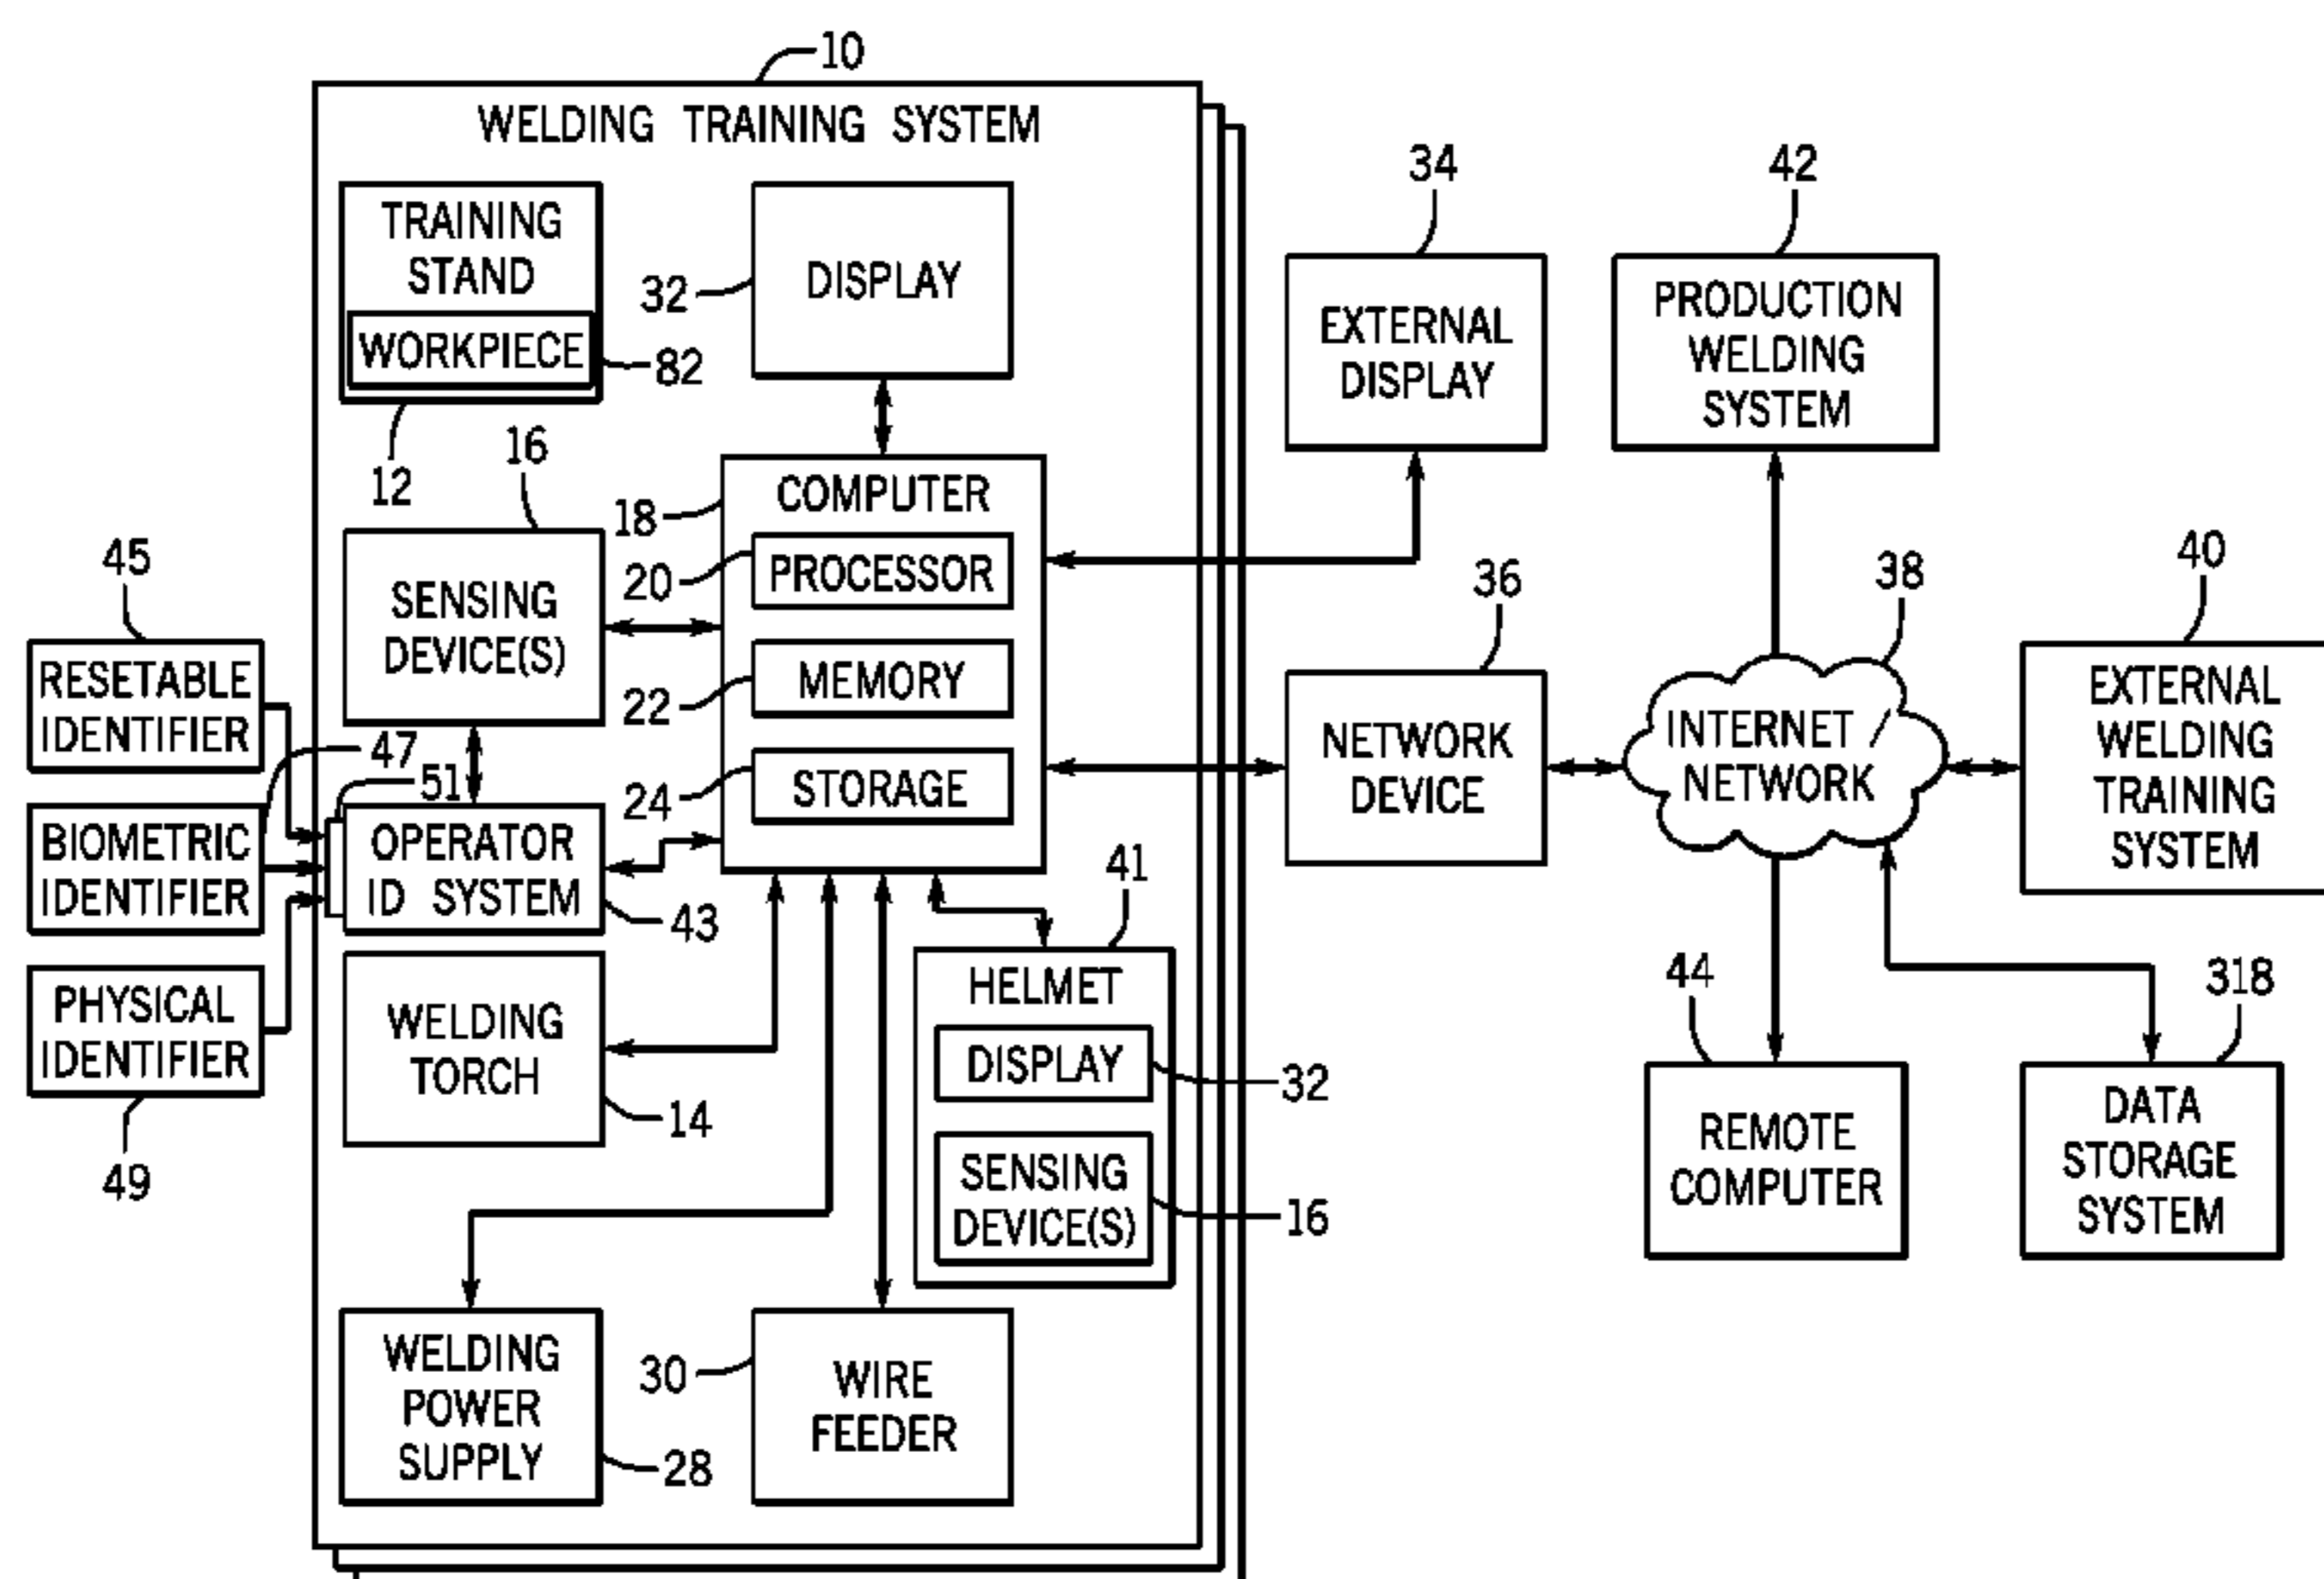 10
WELDING TRAINING SYSTEM
TRAINING
STAND
WORKPIECE
82
12
32
DISPLAY
34
EXTERNAL
DISPLAY
42
PRODUCTION
WELDING
SYSTEM
16
SENSING
DEVICE(S)
18
COMPUTER
20
PROCESSOR
22
MEMORY
24
STORAGE
45
RESETABLE
IDENTIFIER
47
51
BIOMETRIC
IDENTIFIER
OPERATOR
ID SYSTEM
43
PHYSICAL
IDENTIFIER
49
WELDING
TORCH
14
41
HELMET
DISPLAY
32
SENSING
DEVICE(S)
16
36
NETWORK
DEVICE
38
INTERNET /
NETWORK
40
EXTERNAL
WELDING
TRAINING
SYSTEM
44
REMOTE
COMPUTER
318
DATA
STORAGE
SYSTEM
WELDING
POWER
SUPPLY
28
30
WIRE
FEEDER